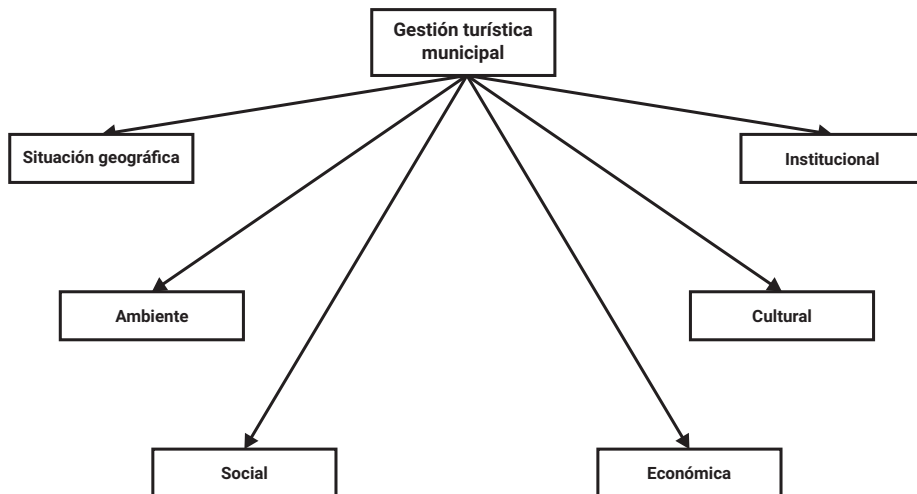 Gestión turística
municipal
Situación geográfica
Institucional
Ambiente
Cultural
Social
Económica